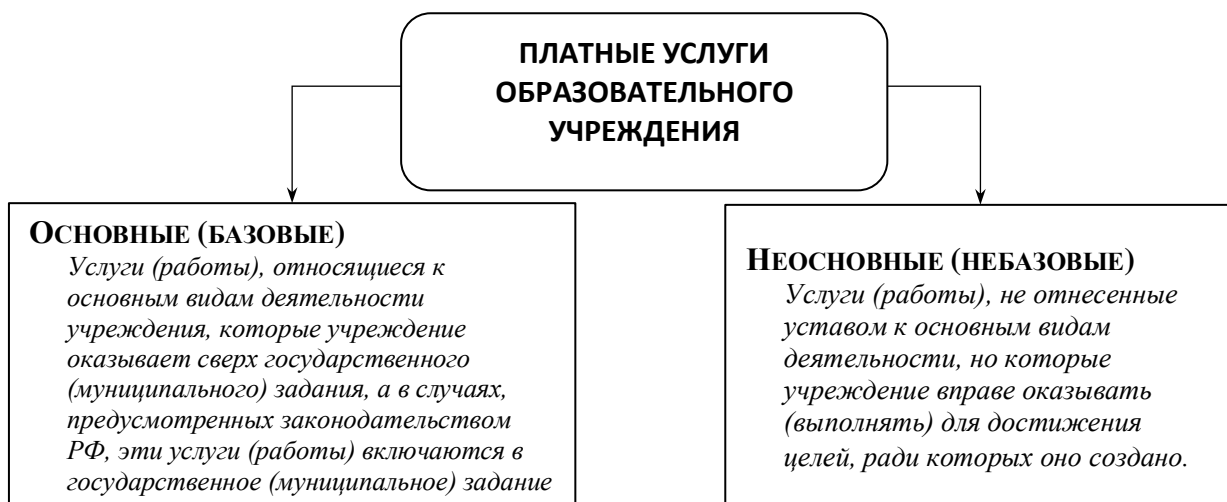 ПЛАТНЫЕ УСЛУГИ
ОБРАЗОВАТЕЛЬНОГО
УЧРЕЖДЕНИЯ
ОСНОВНЫЕ (БАЗОВЫЕ)
Услуги (работы), относящиеся к
основным видам деятельности
учреждения, которые учреждение
оказывает сверх государственного
(муниципального) задания, а в случаях,
предусмотренных законодательством
РФ, эти услуги (работы) включаются в
государственное (муниципальное) задание
НЕОСНОВНЫЕ (НЕБАЗОВЫЕ)
Услуги (работы), не отнесенные
уставом к основным видам
деятельности, но которые
учреждение вправе оказывать
(выполнять) для достижения
целей, ради которых оно создано.